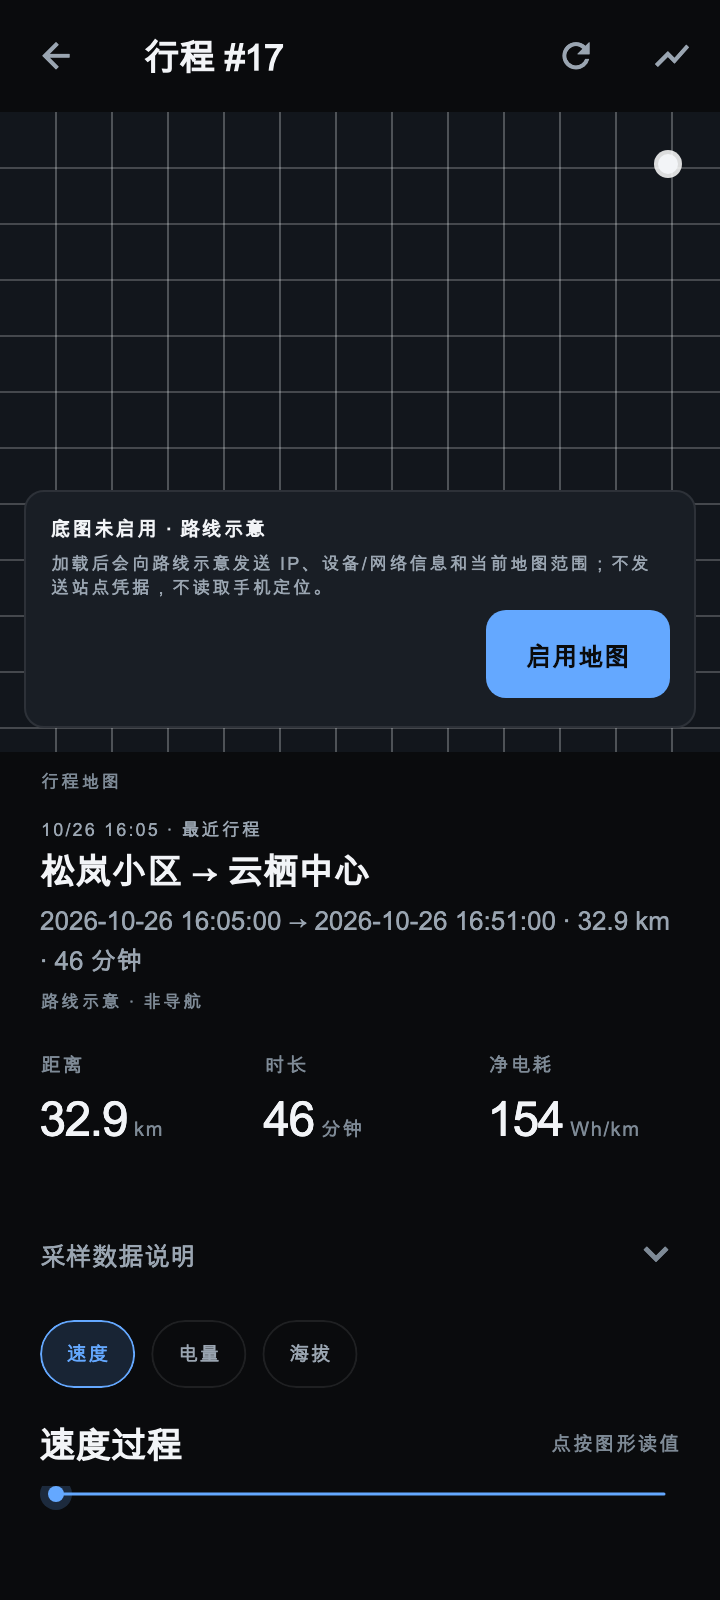 行程 #17
底图未启用 · 路线示意
加载后会向路线示意发送 IP、设备/网络信息和当前地图范围；不发
送站点凭据，不读取手机定位。
启用地图
行程地图
10/26 16:05 · 最近行程
松岚小区 → 云栖中心
2026-10-26 16:05:00 → 2026-10-26 16:51:00 · 32.9 km
· 46 分钟
路线示意 · 非导航
距离 时长 净电耗
32.9 km 46 分钟 154 Wh/km
采样数据说明
速度 电量 海拔
速度过程 点按图形读值